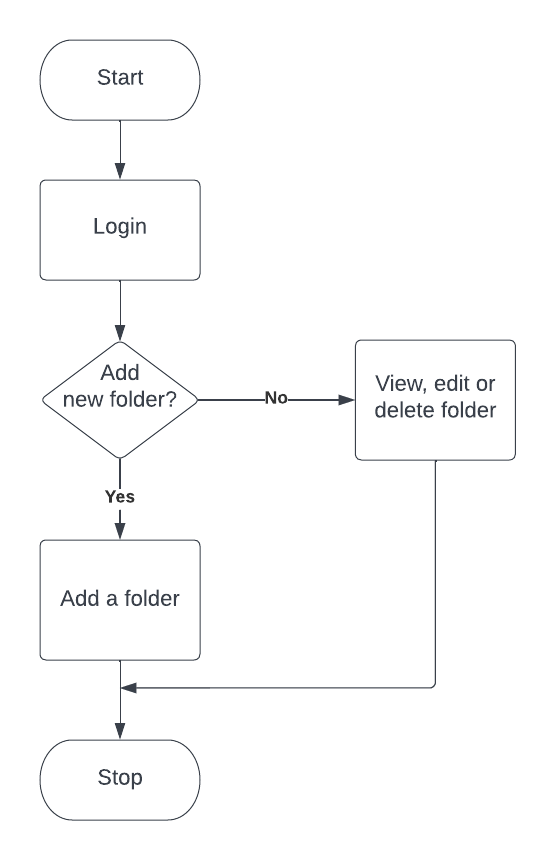 Start
Login
Add
new folder?
No
View, edit or
delete folder
Yes
Add a folder
Stop